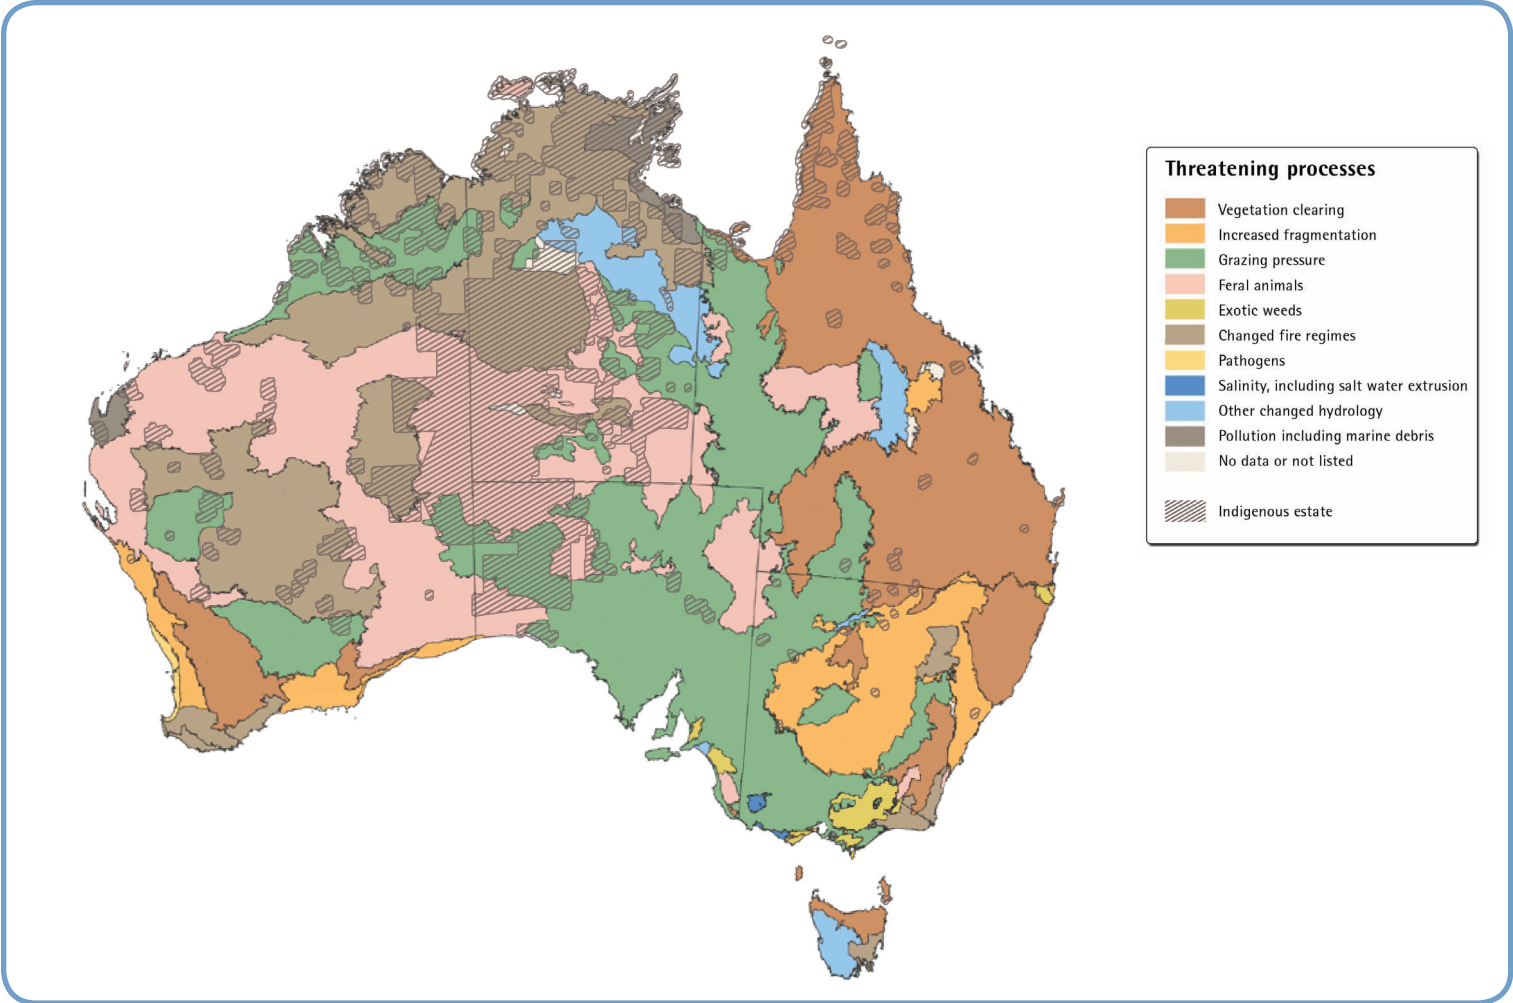 Threatening processes
Vegetation clearing
Increased fragmentation
Grazing pressure
Feral animals
Exotic weeds
Changed fire regimes
Pathogens
Salinity, including salt water extrusion
Other changed hydrology
Pollution including marine debris
No data or not listed
Indigenous estate